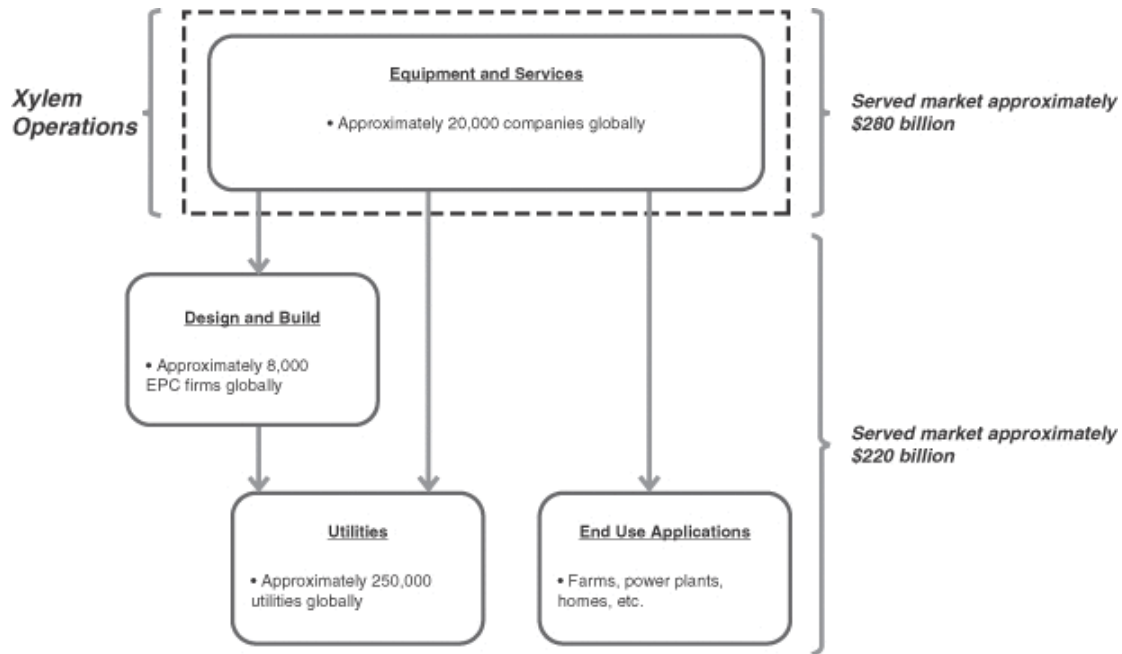 Equipment and Services
Xylem
Operations
• Approximately 20,000 companies globally
Served market approximately
$280 billion
Design and Build
• Approximately 8,000
EPC firms globally
Served market approximately
$220 billion
Utilities
• Approximately 250,000
utilities globally
End Use Applications
• Farms, power plants,
homes, etc.